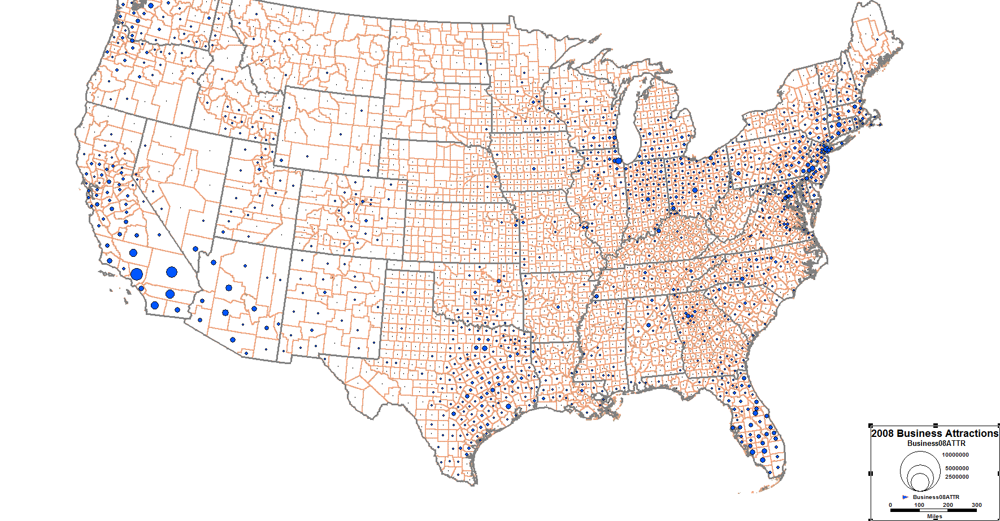 2008 Business Attractions
Business08ATTR
10000000
5000000
2500000
Business08ATTR
0 100 200 300
Miles